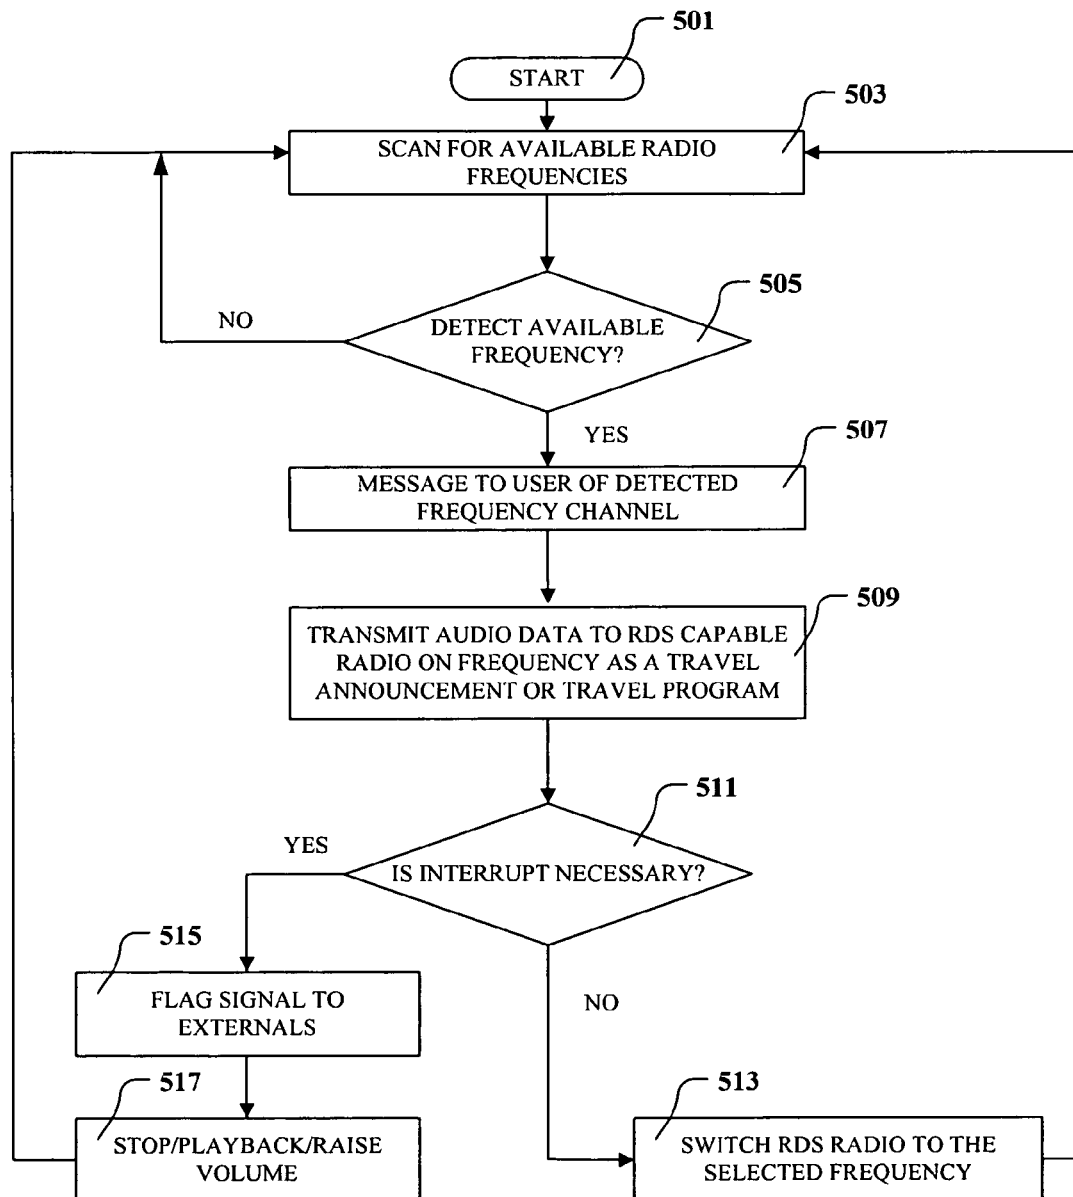 501
START
503
SCAN FOR AVAILABLE RADIO
FREQUENCIES
505
NO
DETECT AVAILABLE
FREQUENCY?
YES
507
MESSAGE TO USER OF DETECTED
FREQUENCY CHANNEL
509
TRANSMIT AUDIO DATA TO RDS CAPABLE
RADIO ON FREQUENCY AS A TRAVEL
ANNOUNCEMENT OR TRAVEL PROGRAM
511
YES
IS INTERRUPT NECESSARY?
515
FLAG SIGNAL TO
EXTERNALS
NO
517
STOP/PLAYBACK/RAISE
VOLUME
513
SWITCH RDS RADIO TO THE
SELECTED FREQUENCY